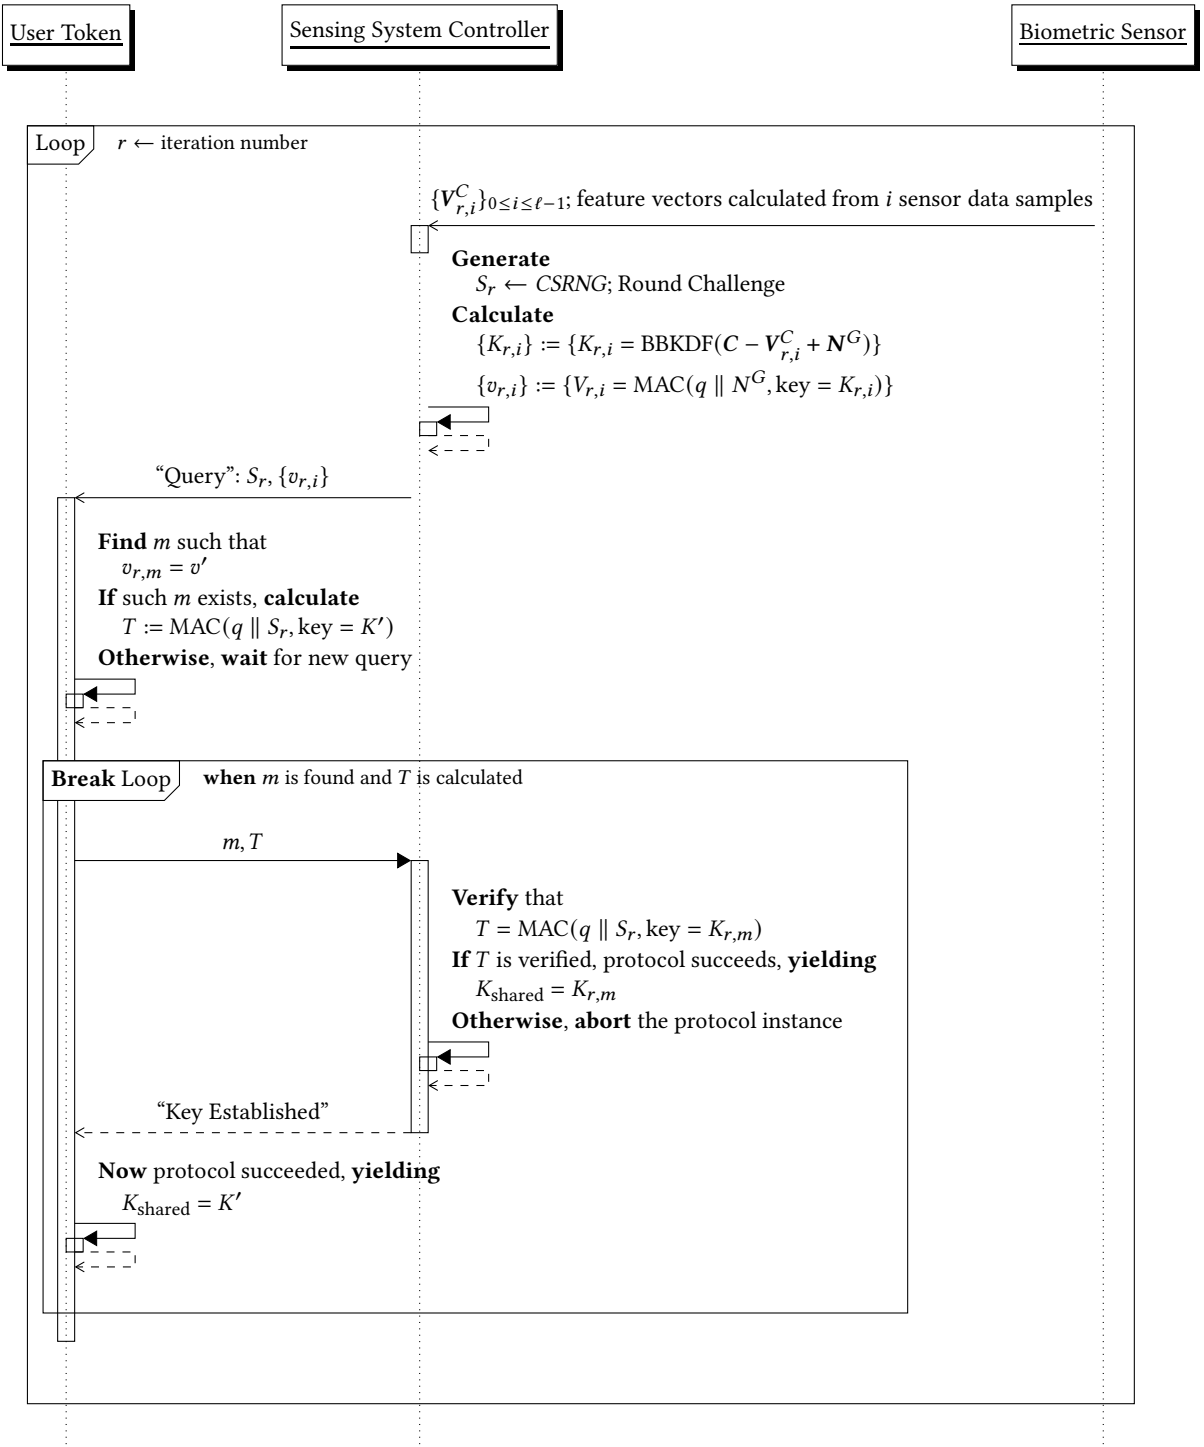 User Token
Sensing System Controller
Biometric Sensor
Loop
r ← iteration number
{V^C_{r,i}}_{0≤i≤ℓ−1}; feature vectors calculated from i sensor data samples
Generate
S_r ← CSRNG; Round Challenge
Calculate
{K_{r,i}} := {K_{r,i} = BBKDF(C − V^C_{r,i} + N^G)}
{v_{r,i}} := {V_{r,i} = MAC(q ∥ N^G, key = K_{r,i})}
“Query”: S_r, {v_{r,i}}
Find m such that
v_{r,m} = v′
If such m exists, calculate
T := MAC(q ∥ S_r, key = K′)
Otherwise, wait for new query
Break Loop
when m is found and T is calculated
m, T
Verify that
T = MAC(q ∥ S_r, key = K_{r,m})
If T is verified, protocol succeeds, yielding
K_shared = K_{r,m}
Otherwise, abort the protocol instance
“Key Established”
Now protocol succeeded, yielding
K_shared = K′